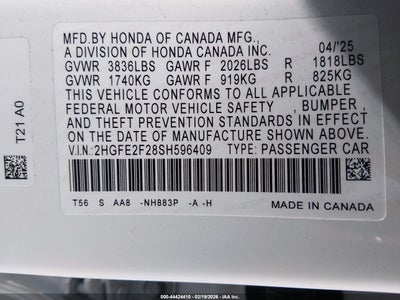 MFD.BY HONDA OF CANADA MFG.,
A DIVISION OF HONDA CANADA INC. 04/'25
GVWR 3836LBS GAWR F 2026LBS R 1818LBS
GVWR 1740KG GAWR F 919KG R 825KG
THIS VEHICLE CONFORMS TO ALL APPLICABLE
FEDERAL MOTOR VEHICLE SAFETY , BUMPER ,
AND THEFT PREVENTION STANDARDS IN EFFECT
ON THE DATE OF MANUFACTURE SHOWN ABOVE.
V.I.N:2HGFE2F28SH596409 TYPE: PASSENGER CAR
T56 S AA8 -NH883P -A -H
MADE IN CANADA
T21 A0
000-44424410 - 02/19/2026 - IAAI.COM